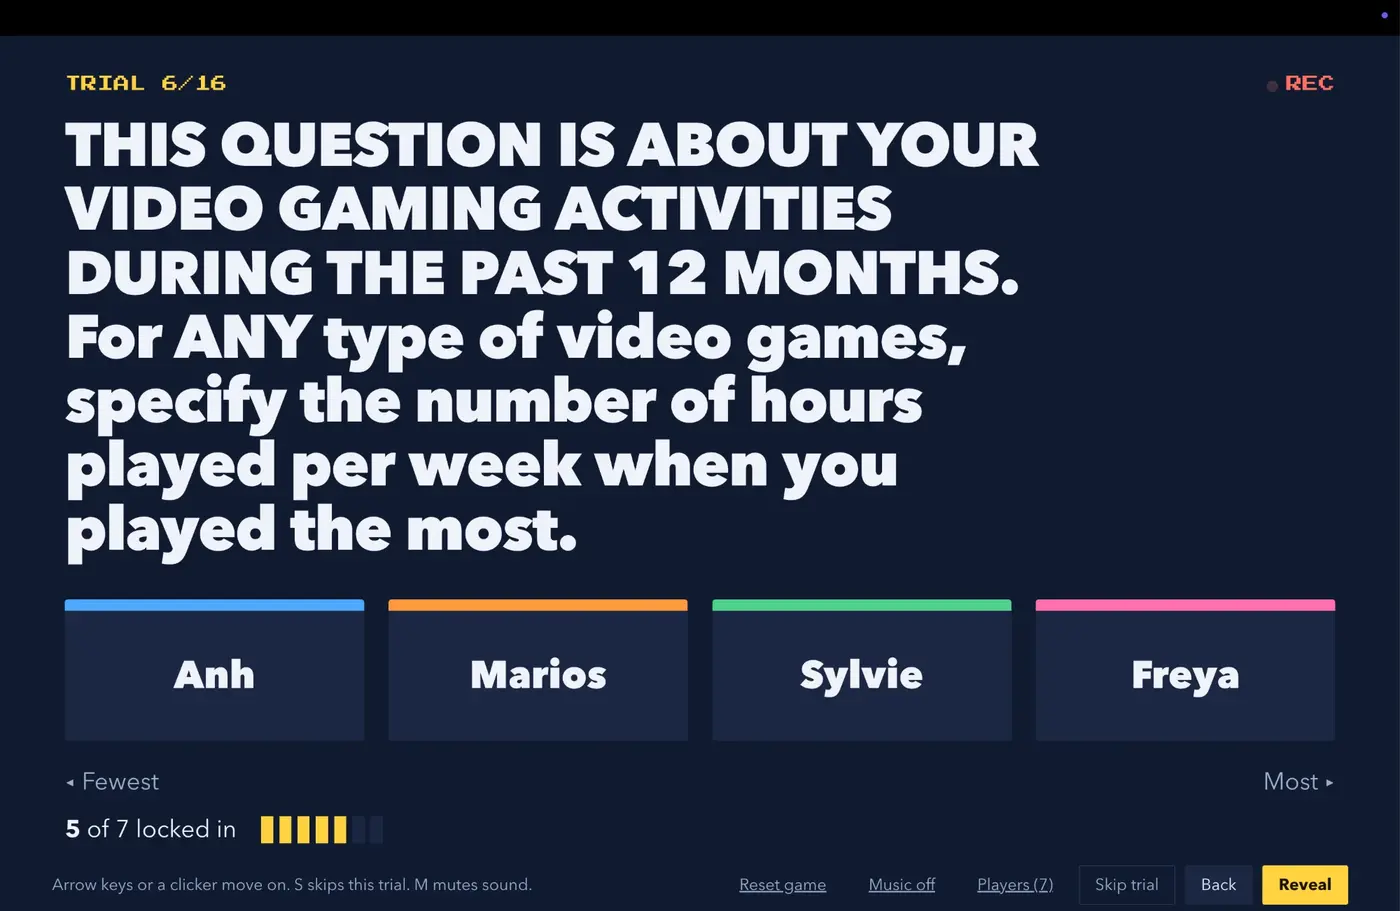 TRIAL 6/16
REC
THIS QUESTION IS ABOUT YOUR
VIDEO GAMING ACTIVITIES
DURING THE PAST 12 MONTHS.
For ANY type of video games,
specify the number of hours
played per week when you
played the most.
Anh
Marios
Sylvie
Freya
◂ Fewest
Most ▸
5 of 7 locked in
Arrow keys or a clicker move on. S skips this trial. M mutes sound.
Reset game
Music off
Players (7)
Skip trial
Back
Reveal